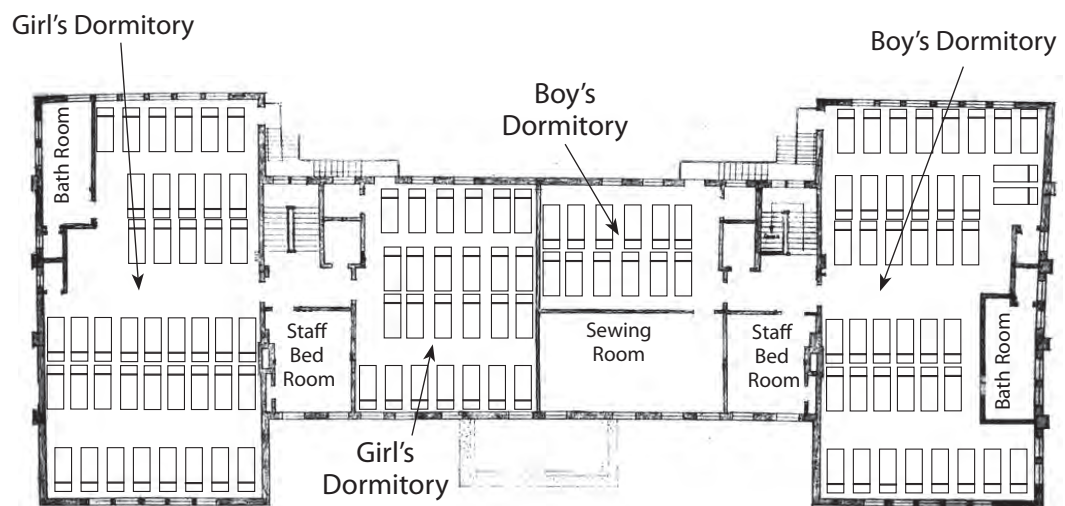 Girl's Dormitory
Boy's Dormitory
Boy's
Dormitory
Bath Room
Staff
Bed
Room
Sewing
Room
Staff
Bed
Room
Bath Room
Girl's
Dormitory